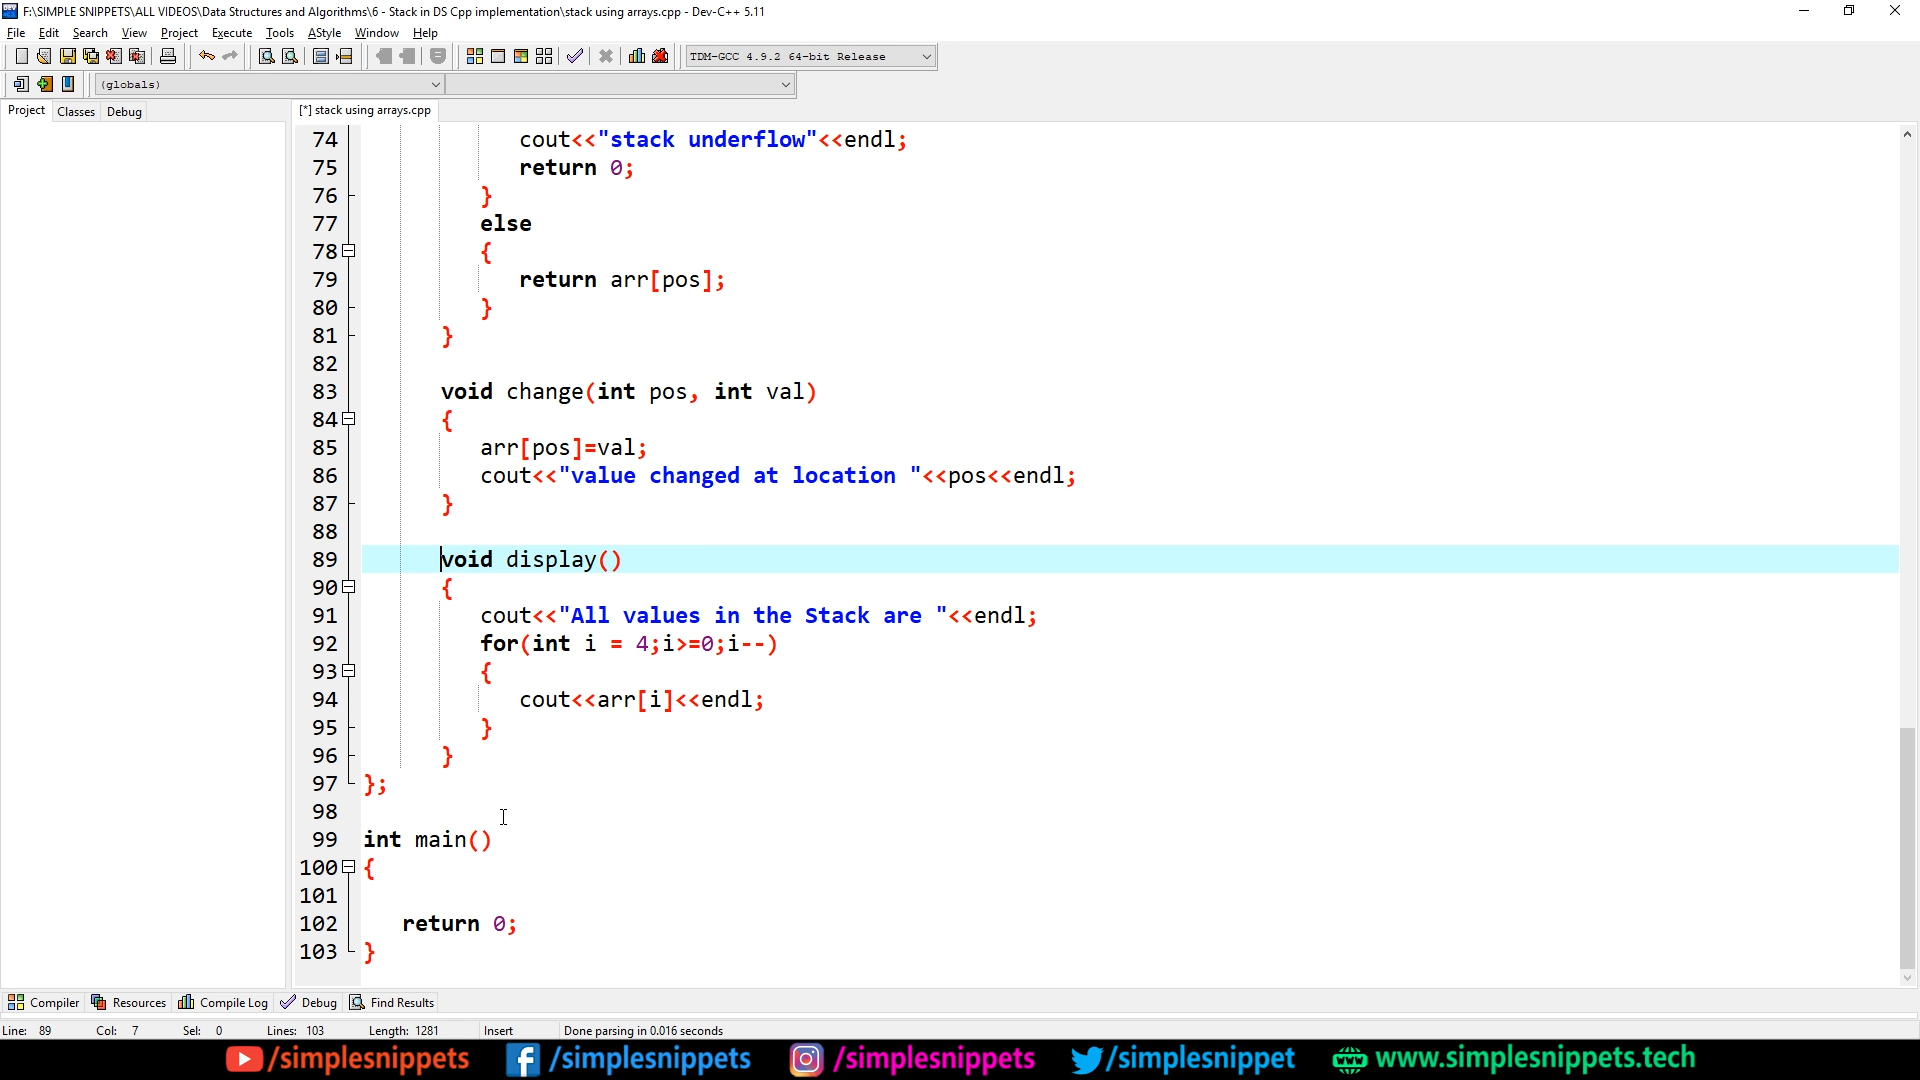 F:\SIMPLE SNIPPETS\ALL VIDEOS\Data Structures and Algorithms\6 - Stack in DS Cpp implementation\stack using arrays.cpp - Dev-C++ 5.11
File Edit Search View Project Execute Tools AStyle Window Help
TDM-GCC 4.9.2 64-bit Release
(globals)
Project Classes Debug
[*] stack using arrays.cpp
74 cout<<"stack underflow"<<endl;
75 return 0;
76 }
77 else
78 {
79 return arr[pos];
80 }
81 }
82
83 void change(int pos, int val)
84 {
85 arr[pos]=val;
86 cout<<"value changed at location "<<pos<<endl;
87 }
88
89 void display()
90 {
91 cout<<"All values in the Stack are "<<endl;
92 for(int i = 4;i>=0;i--)
93 {
94 cout<<arr[i]<<endl;
95 }
96 }
97 };
98
99 int main()
100 {
101
102 return 0;
103 }
Compiler Resources Compile Log Debug Find Results
Line: 89 Col: 7 Sel: 0 Lines: 103 Length: 1281 Insert Done parsing in 0.016 seconds
/simplesnippets /simplesnippets /simplesnippets /simplesnippet www.simplesnippets.tech